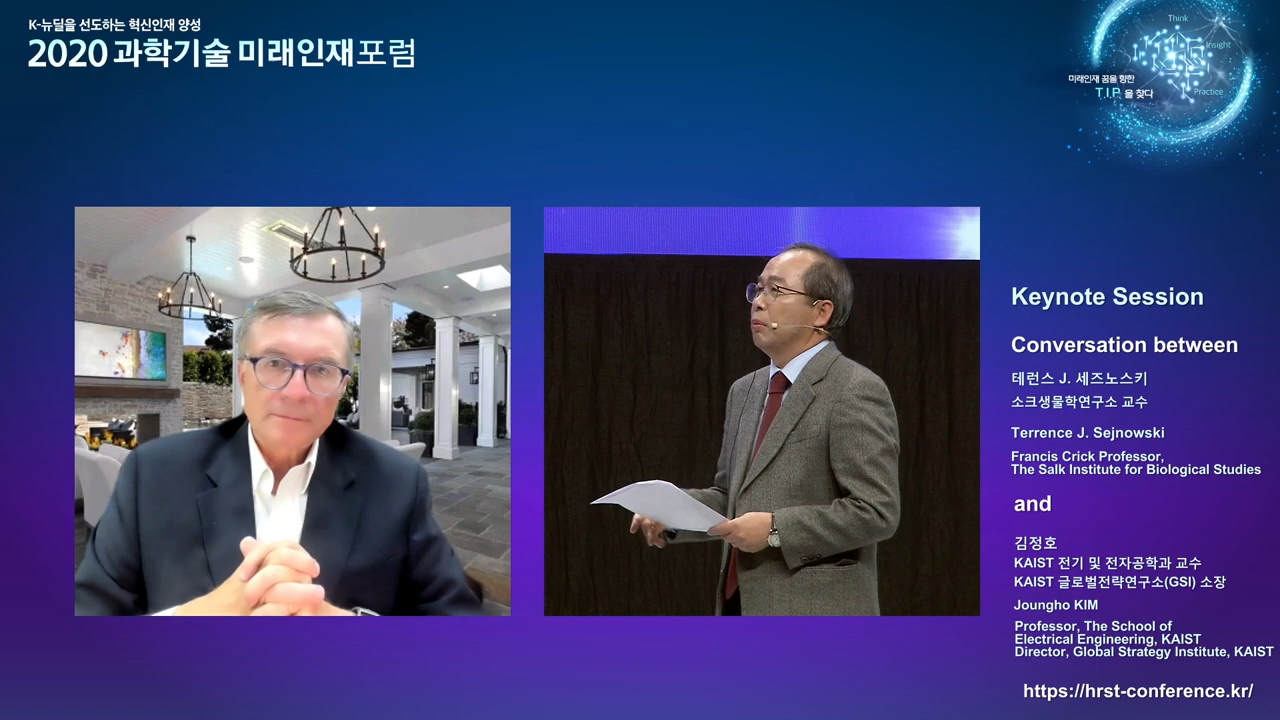 K-뉴딜을 선도하는 혁신인재 양성
2020 과학기술 미래인재포럼
Think
Insight
Practice
미래인재 꿈을 향한
T.I.P 을 찾다
Keynote Session
Conversation between
테런스 J. 세즈노스키
소크생물학연구소 교수
Terrence J. Sejnowski
Francis Crick Professor,
The Salk Institute for Biological Studies
and
김정호
KAIST 전기 및 전자공학과 교수
KAIST 글로벌전략연구소(GSI) 소장
Joungho KIM
Professor, The School of
Electrical Engineering, KAIST
Director, Global Strategy Institute, KAIST
https://hrst-conference.kr/